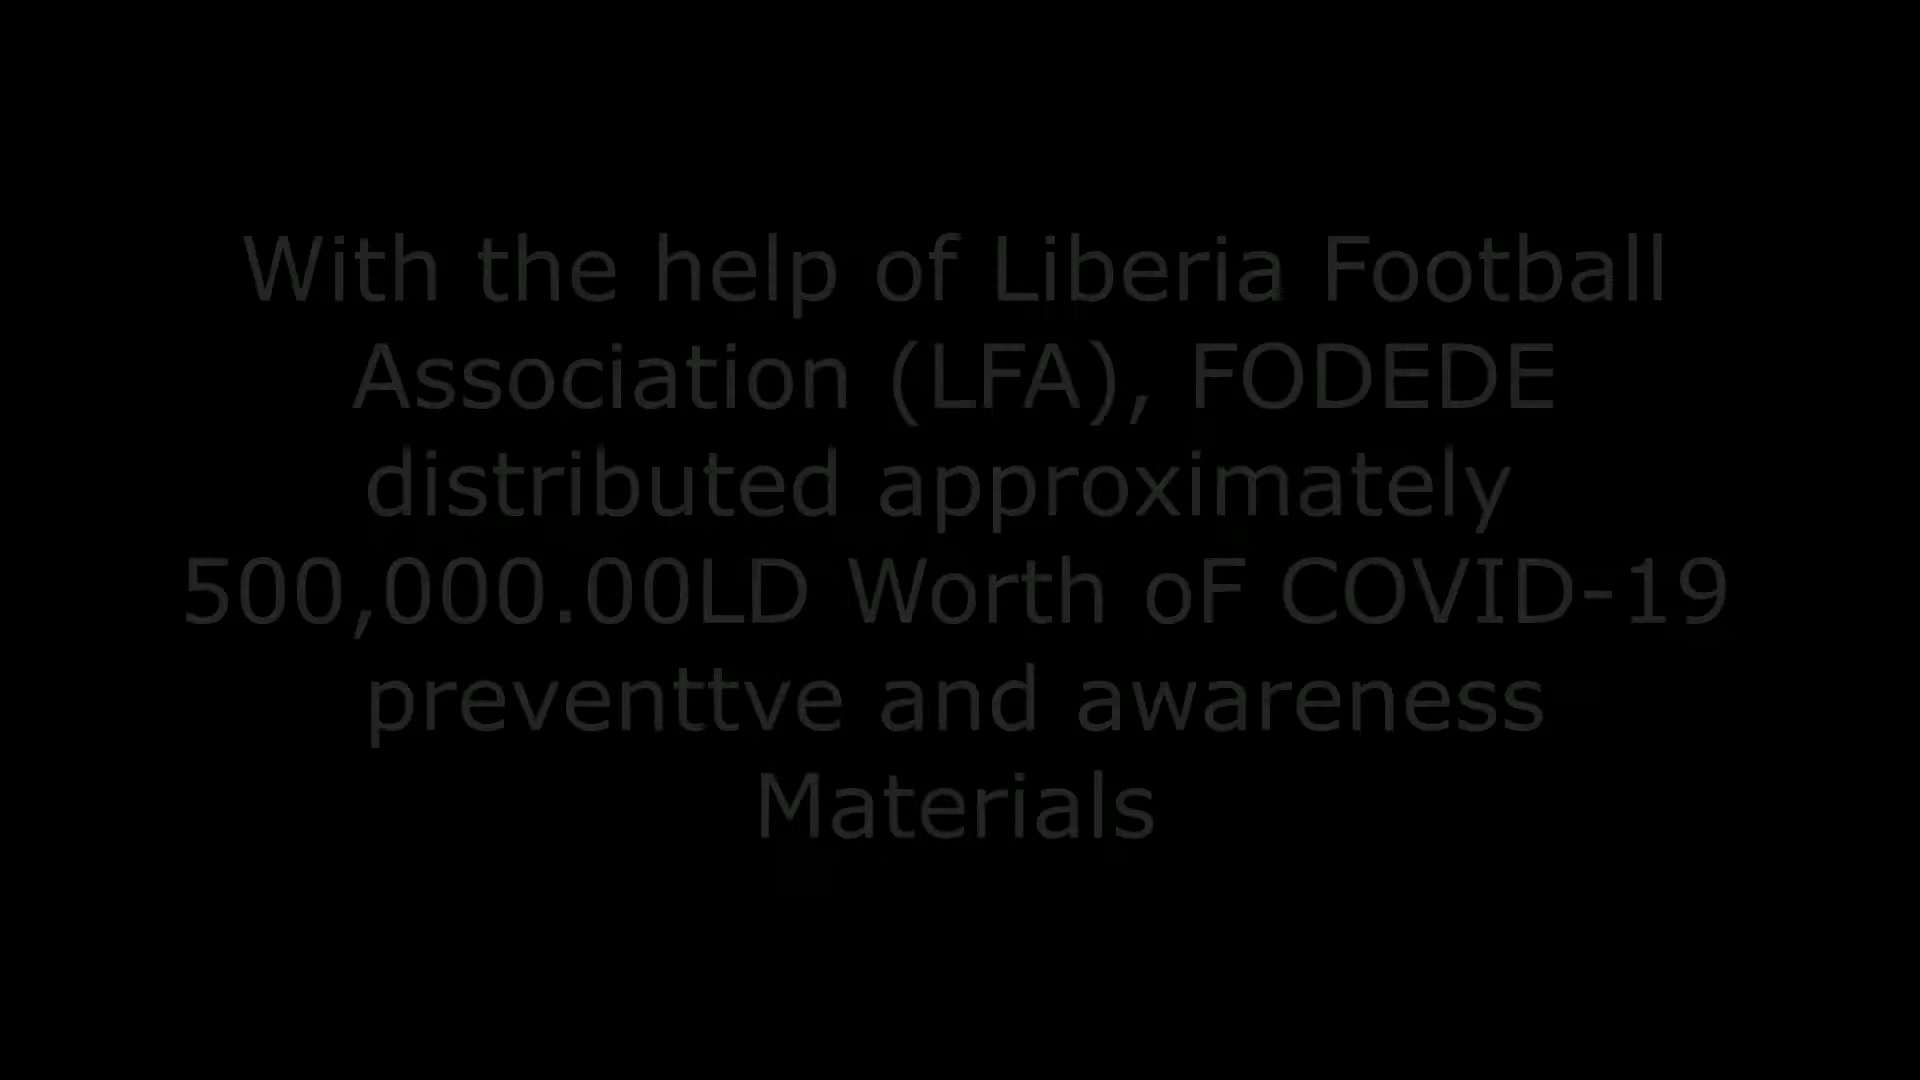 With the help of Liberia Football
Association (LFA), FODEDE
distributed approximately
500,000.00LD Worth oF COVID-19
preventtve and awareness
Materials